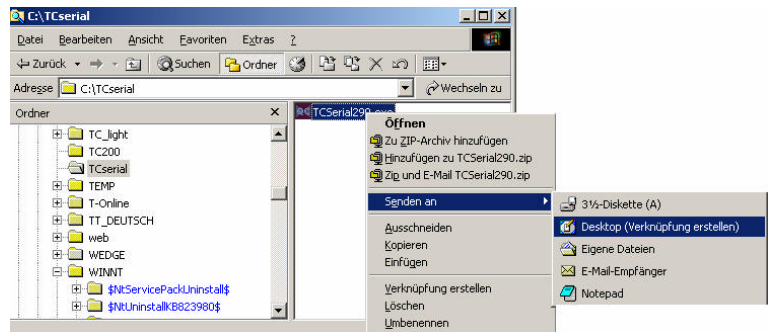 C:\TCserial
Datei Bearbeiten Ansicht Favoriten Extras ?
Zurück Suchen Ordner
Adresse C:\TCserial Wechseln zu
Ordner
TC_light
TC200
TCserial
TEMP
T-Online
TT_DEUTSCH
web
WEDGE
WINNT
$NtServicePackUninstall$
$NtUninstallKB823980$
TCSerial290.exe
Öffnen
Zu ZIP-Archiv hinzufügen
Hinzufügen zu TCSerial290.zip
Zip und E-Mail TCSerial290.zip
Senden an
Ausschneiden
Kopieren
Einfügen
Verknüpfung erstellen
Löschen
Umbenennen
3½-Diskette (A)
Desktop (Verknüpfung erstellen)
Eigene Dateien
E-Mail-Empfänger
Notepad